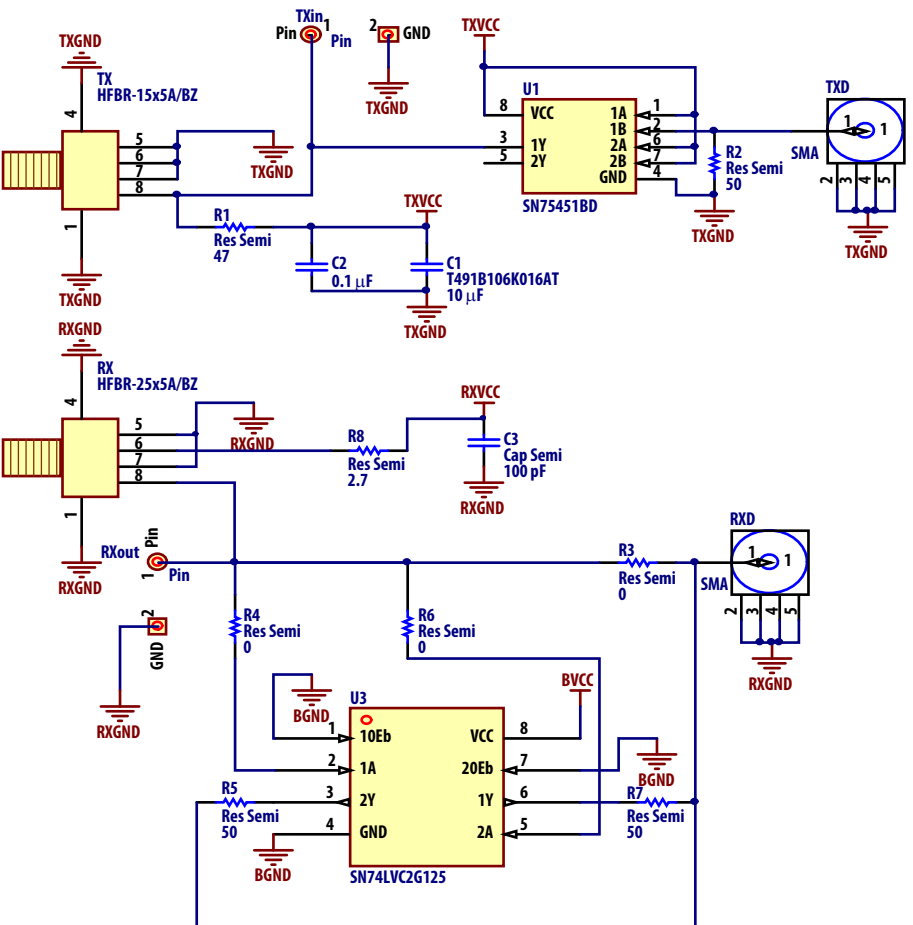 TXin
Pin 1
Pin
2
GND
TXGND
TXVCC
TXGND
TX
HFBR-15x5A/BZ
4
5
6
7
8
1
TXGND
TXGND
U1
8 VCC
3 1Y
5 2Y
1A 1
1B 2
2A 6
2B 7
GND 4
SN75451BD
R2
Res Semi
50
TXGND
TXD
1 1
SMA
2 3 4 5
TXGND
R1
Res Semi
47
TXVCC
C2
0.1 μF
C1
T491B106K016AT
10 μF
TXGND
RXGND
RX
HFBR-25x5A/BZ
4
5
6
7
8
1
RXGND
RXGND
R8
Res Semi
2.7
RXVCC
C3
Cap Semi
100 pF
RXGND
RXout
Pin
1 Pin
2
GND
RXGND
R3
Res Semi
0
RXD
1 1
SMA
2 3 4 5
RXGND
R4
Res Semi
0
R6
Res Semi
0
BGND
BVCC
U3
1 10Eb
2 1A
3 2Y
4 GND
VCC 8
20Eb 7
1Y 6
2A 5
SN74LVC2G125
BGND
R5
Res Semi
50
BGND
R7
Res Semi
50